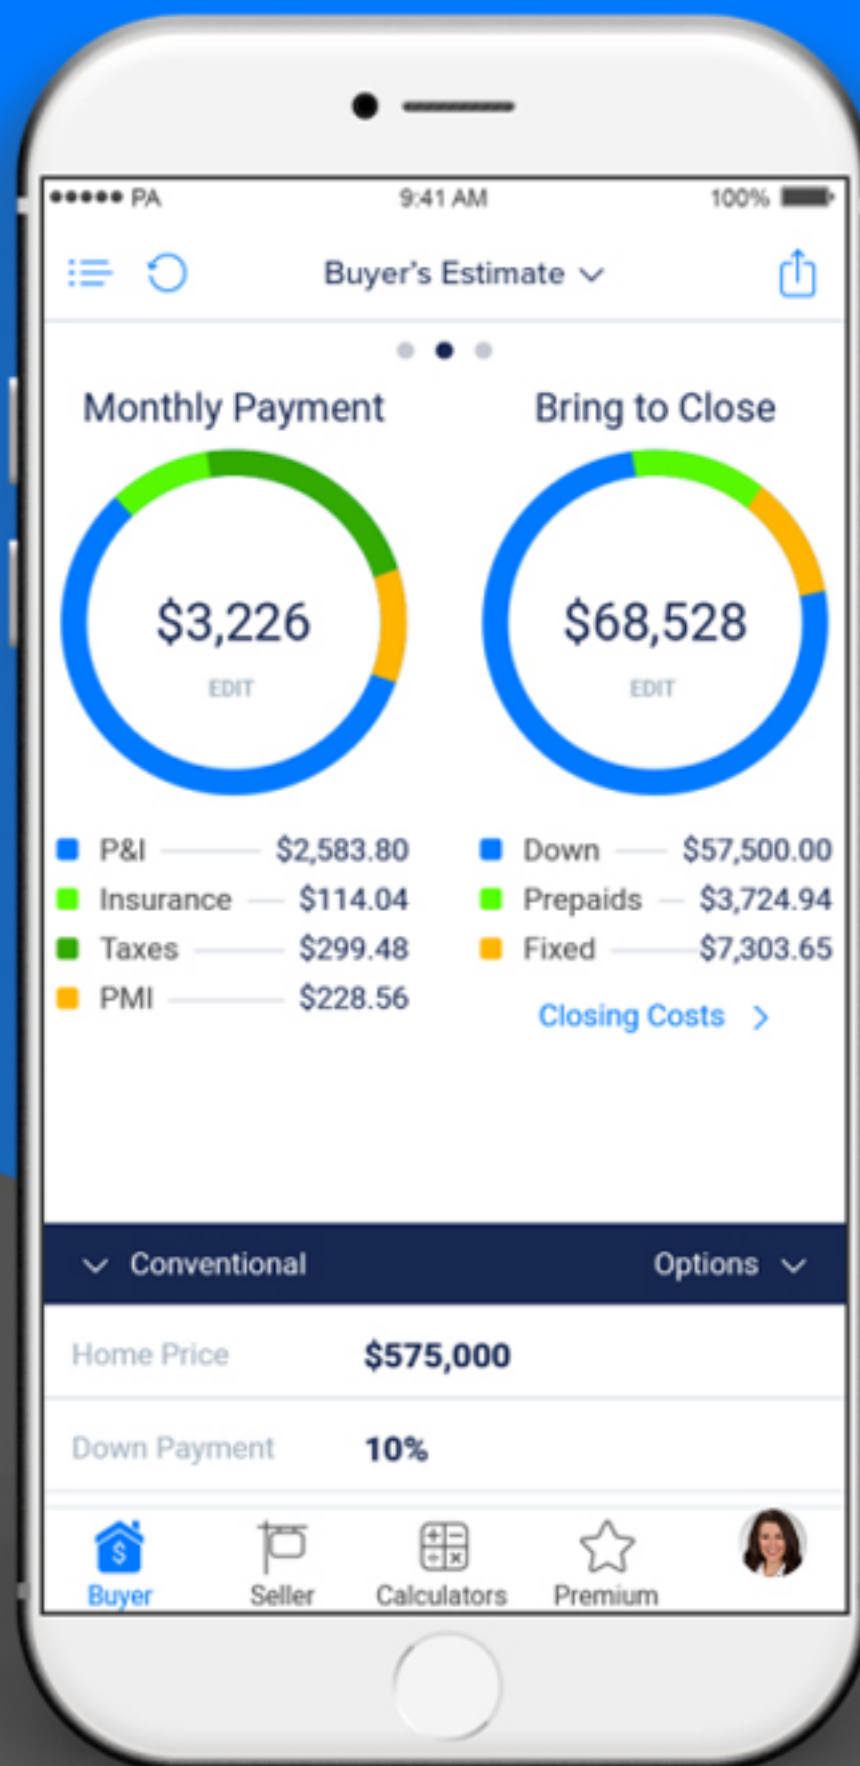 PA 9:41 AM 100%
Buyer's Estimate
Monthly Payment Bring to Close
$3,226 $68,528
EDIT EDIT
P&I $2,583.80 Down $57,500.00
Insurance $114.04 Prepaids $3,724.94
Taxes $299.48 Fixed $7,303.65
PMI $228.56
Closing Costs
Conventional Options
Home Price $575,000
Down Payment 10%
$
Buyer Seller Calculators Premium